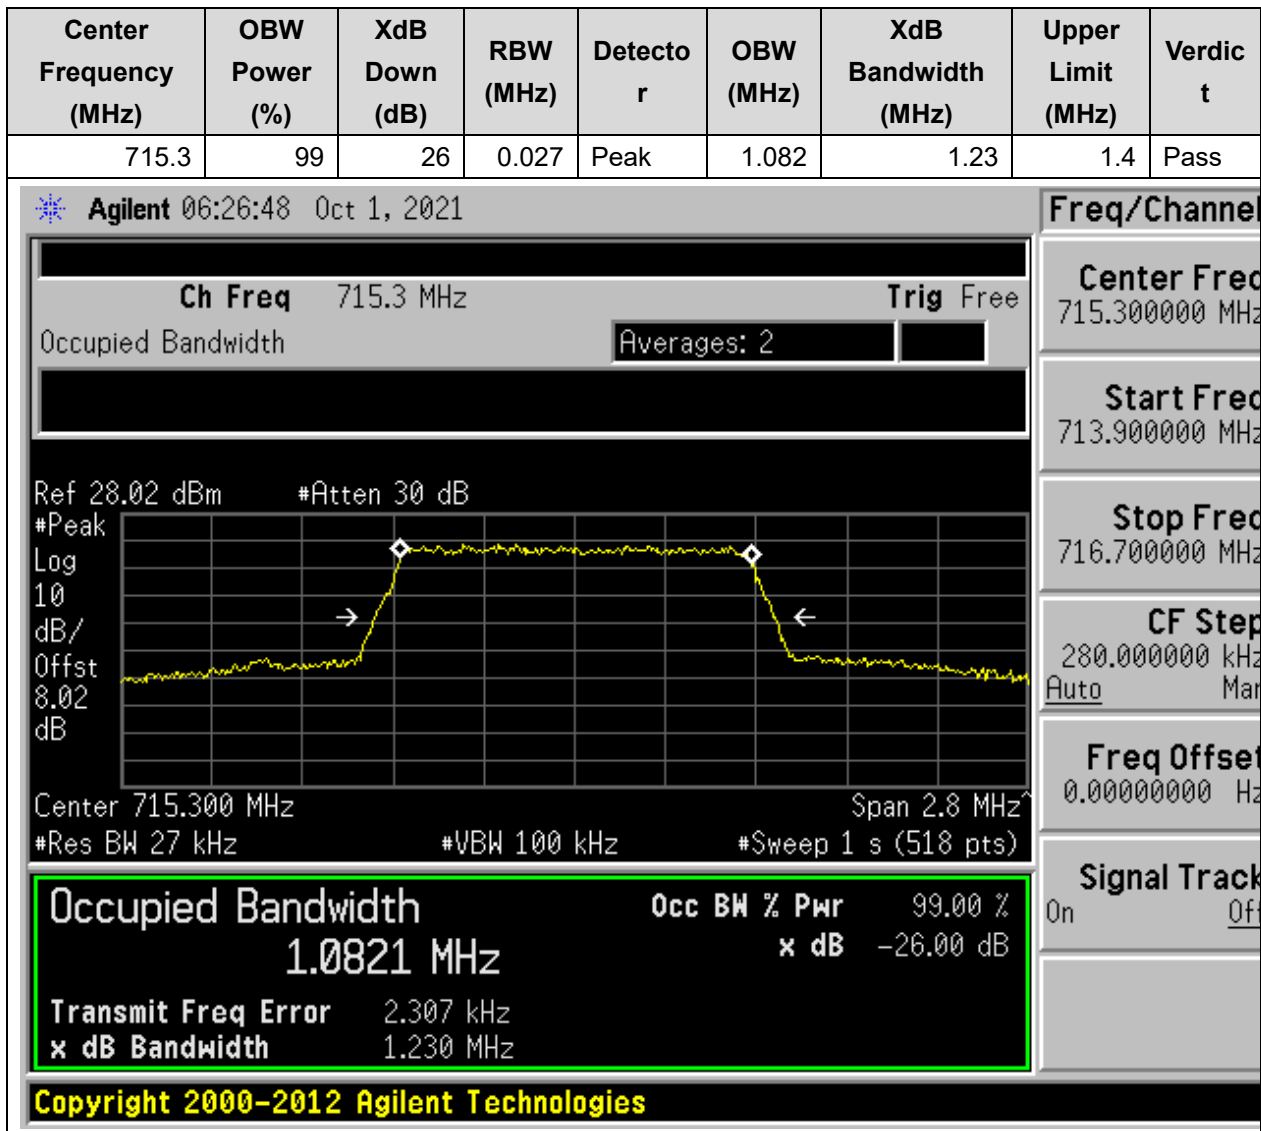 Center Frequency (MHz) OBW Power (%) XdB Down (dB) RBW (MHz) Detector OBW (MHz) XdB Bandwidth (MHz) Upper Limit (MHz) Verdict
715.3 99 26 0.027 Peak 1.082 1.23 1.4 Pass
Agilent 06:26:48 Oct 1, 2021
Freq/Channel
Ch Freq 715.3 MHz Trig Free
Occupied Bandwidth Averages: 2
Center Freq
715.300000 MHz
Start Freq
713.900000 MHz
Stop Freq
716.700000 MHz
CF Step
280.000000 kHz
Auto Man
Freq Offset
0.00000000 Hz
Signal Track
On Off
Ref 28.02 dBm #Atten 30 dB
#Peak
Log
10
dB/
Offst
8.02
dB
Center 715.300 MHz Span 2.8 MHz^
#Res BW 27 kHz #VBW 100 kHz #Sweep 1 s (518 pts)
Occupied Bandwidth Occ BW % Pwr 99.00 %
1.0821 MHz x dB -26.00 dB
Transmit Freq Error 2.307 kHz
x dB Bandwidth 1.230 MHz
Copyright 2000-2012 Agilent Technologies